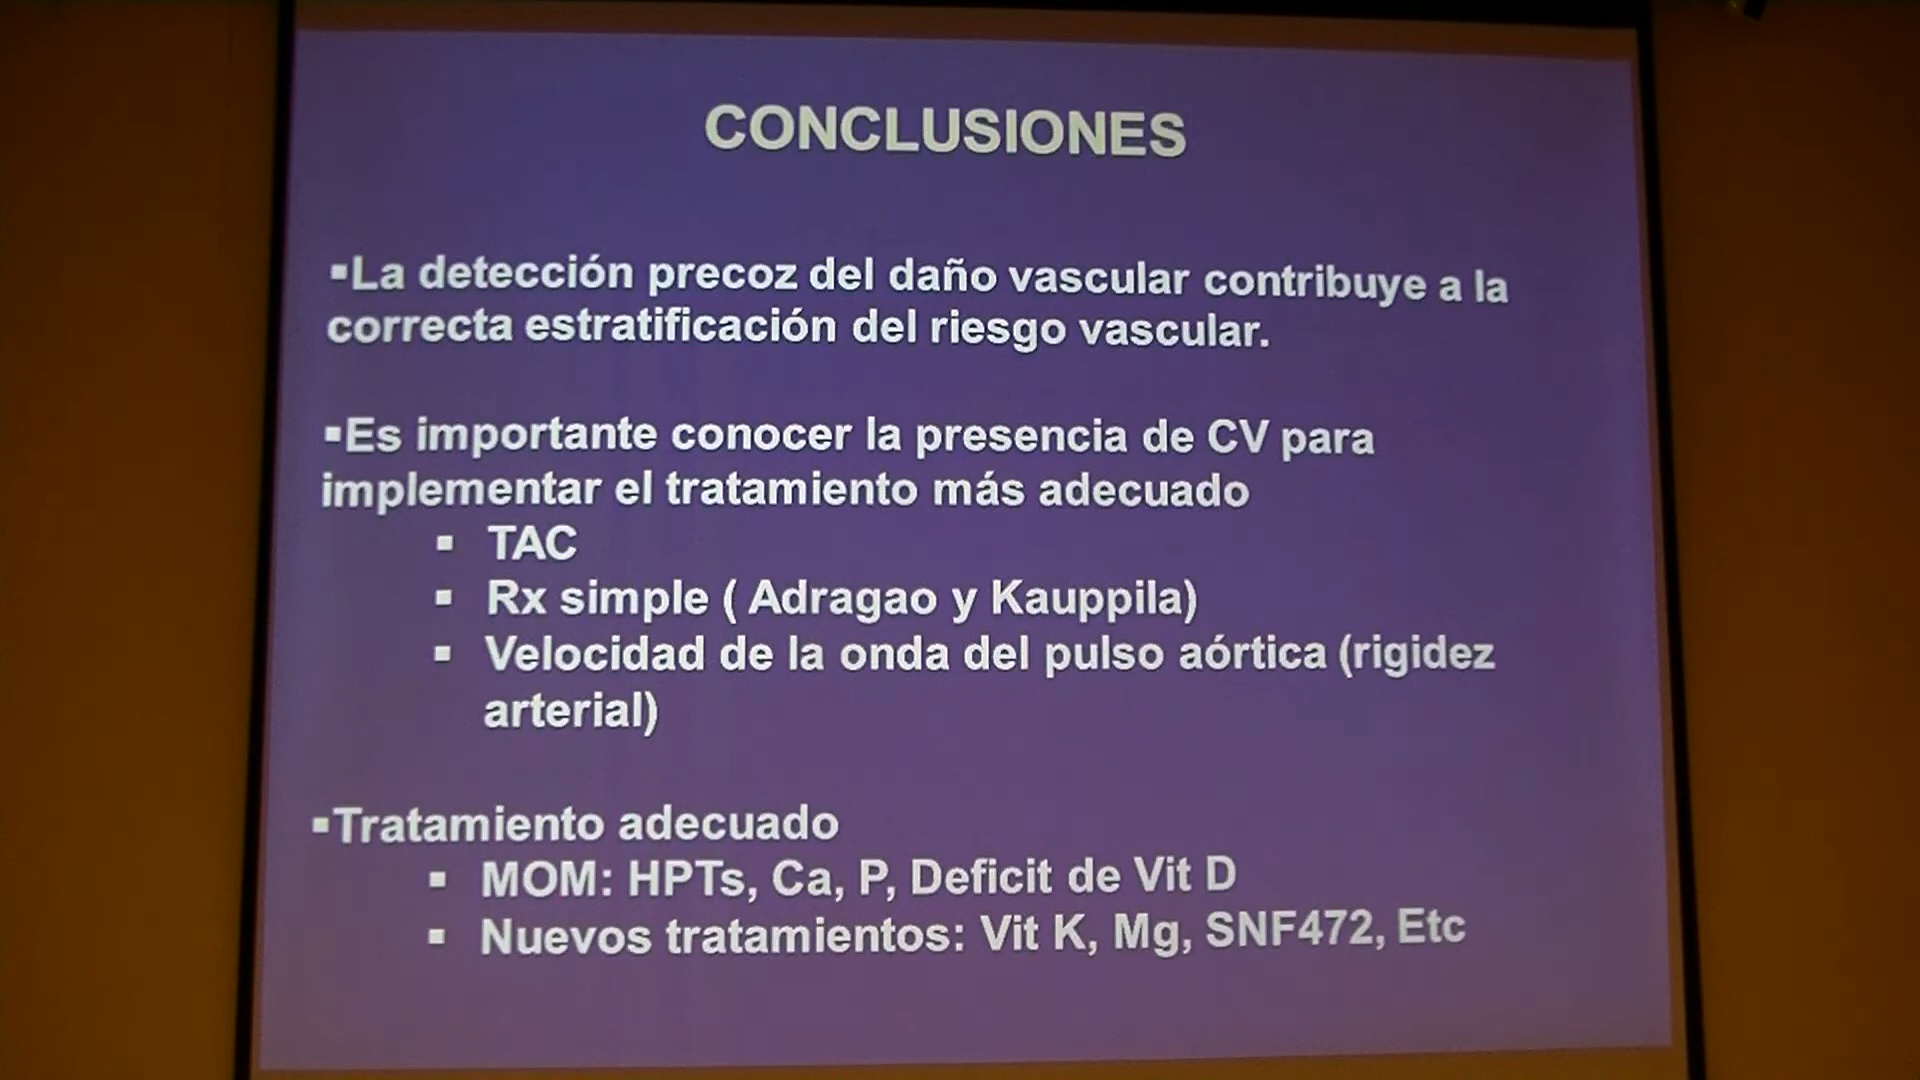 CONCLUSIONES
▪La detección precoz del daño vascular contribuye a la
correcta estratificación del riesgo vascular.
▪Es importante conocer la presencia de CV para
implementar el tratamiento más adecuado
▪ TAC
▪ Rx simple ( Adragao y Kauppila)
▪ Velocidad de la onda del pulso aórtica (rigidez
arterial)
▪Tratamiento adecuado
▪ MOM: HPTs, Ca, P, Deficit de Vit D
▪ Nuevos tratamientos: Vit K, Mg, SNF472, Etc